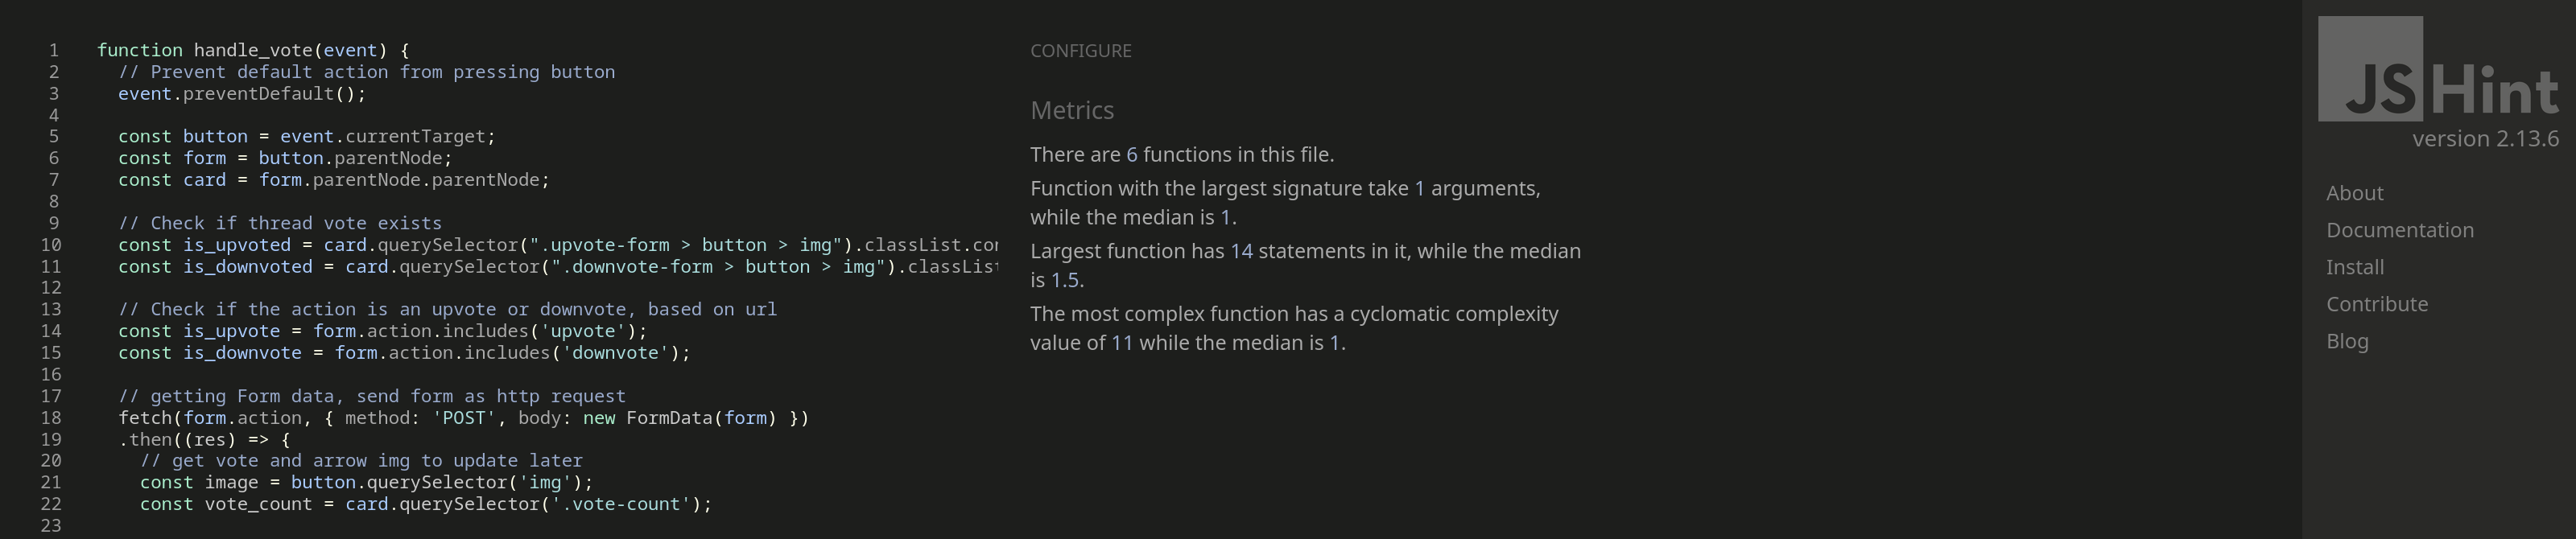 1 function handle_vote(event) {
2 // Prevent default action from pressing button
3 event.preventDefault();
4
5 const button = event.currentTarget;
6 const form = button.parentNode;
7 const card = form.parentNode.parentNode;
8
9 // Check if thread vote exists
10 const is_upvoted = card.querySelector(".upvote-form > button > img").classList.con
11 const is_downvoted = card.querySelector(".downvote-form > button > img").classList
12
13 // Check if the action is an upvote or downvote, based on url
14 const is_upvote = form.action.includes('upvote');
15 const is_downvote = form.action.includes('downvote');
16
17 // getting Form data, send form as http request
18 fetch(form.action, { method: 'POST', body: new FormData(form) })
19 .then((res) => {
20 // get vote and arrow img to update later
21 const image = button.querySelector('img');
22 const vote_count = card.querySelector('.vote-count');
23
CONFIGURE
Metrics
There are 6 functions in this file.
Function with the largest signature take 1 arguments,
while the median is 1.
Largest function has 14 statements in it, while the median
is 1.5.
The most complex function has a cyclomatic complexity
value of 11 while the median is 1.
JSHint
version 2.13.6
About
Documentation
Install
Contribute
Blog